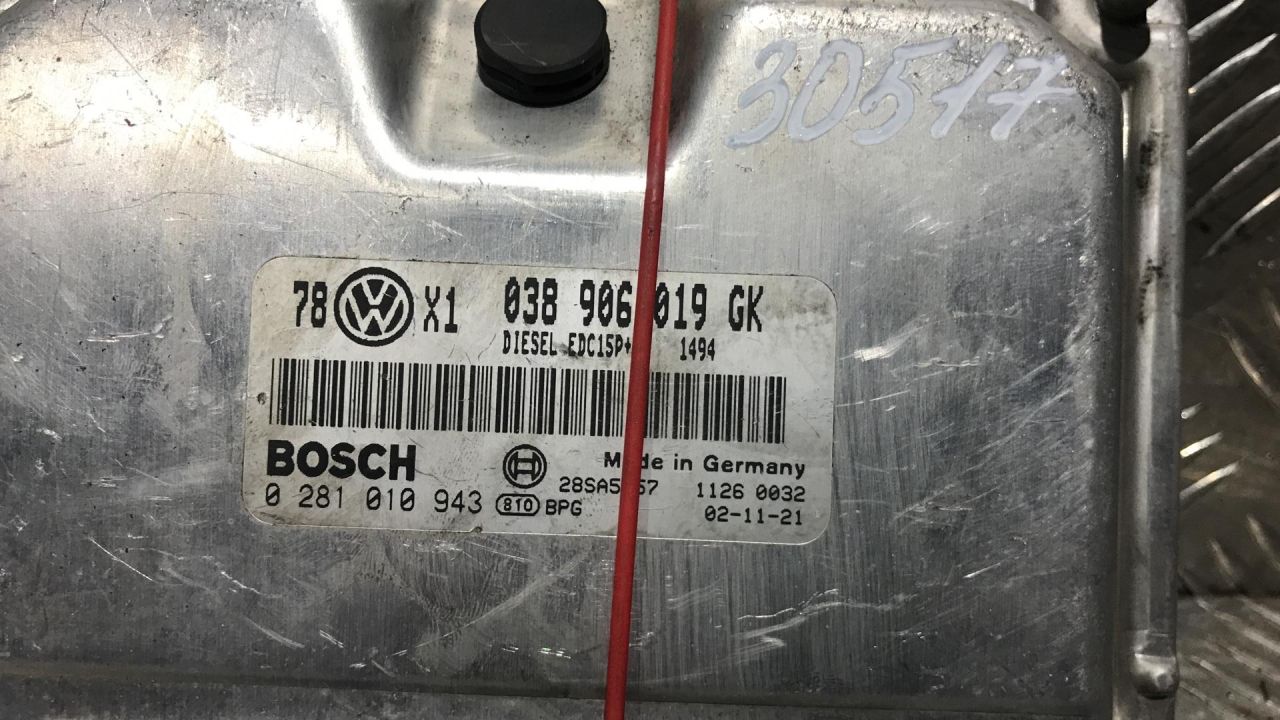 30517
78 VW X1 038 906 019 GK
DIESEL EDC15P+ 1494
BOSCH
Made in Germany
1126 0032
0 281 010 943 810 BPG
02-11-21